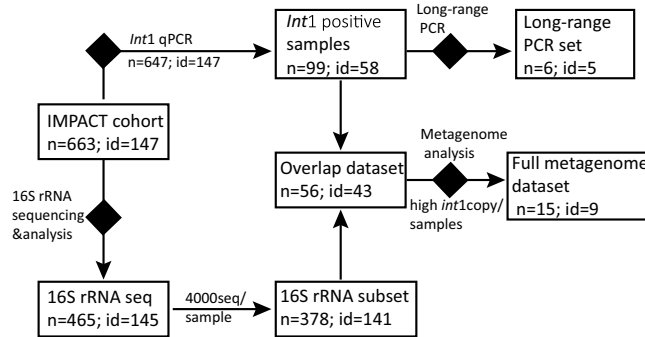 Int1 qPCR
n=647; id=147
Int1 positive
samples
n=99; id=58
Long-range
PCR
Long-range
PCR set
n=6; id=5
IMPACT cohort
n=663; id=147
Overlap dataset
n=56; id=43
Metagenome
analysis
high int1copy/
samples
Full metagenome
dataset
n=15; id=9
16S rRNA
sequencing
&analysis
16S rRNA seq
n=465; id=145
4000seq/
sample
16S rRNA subset
n=378; id=141